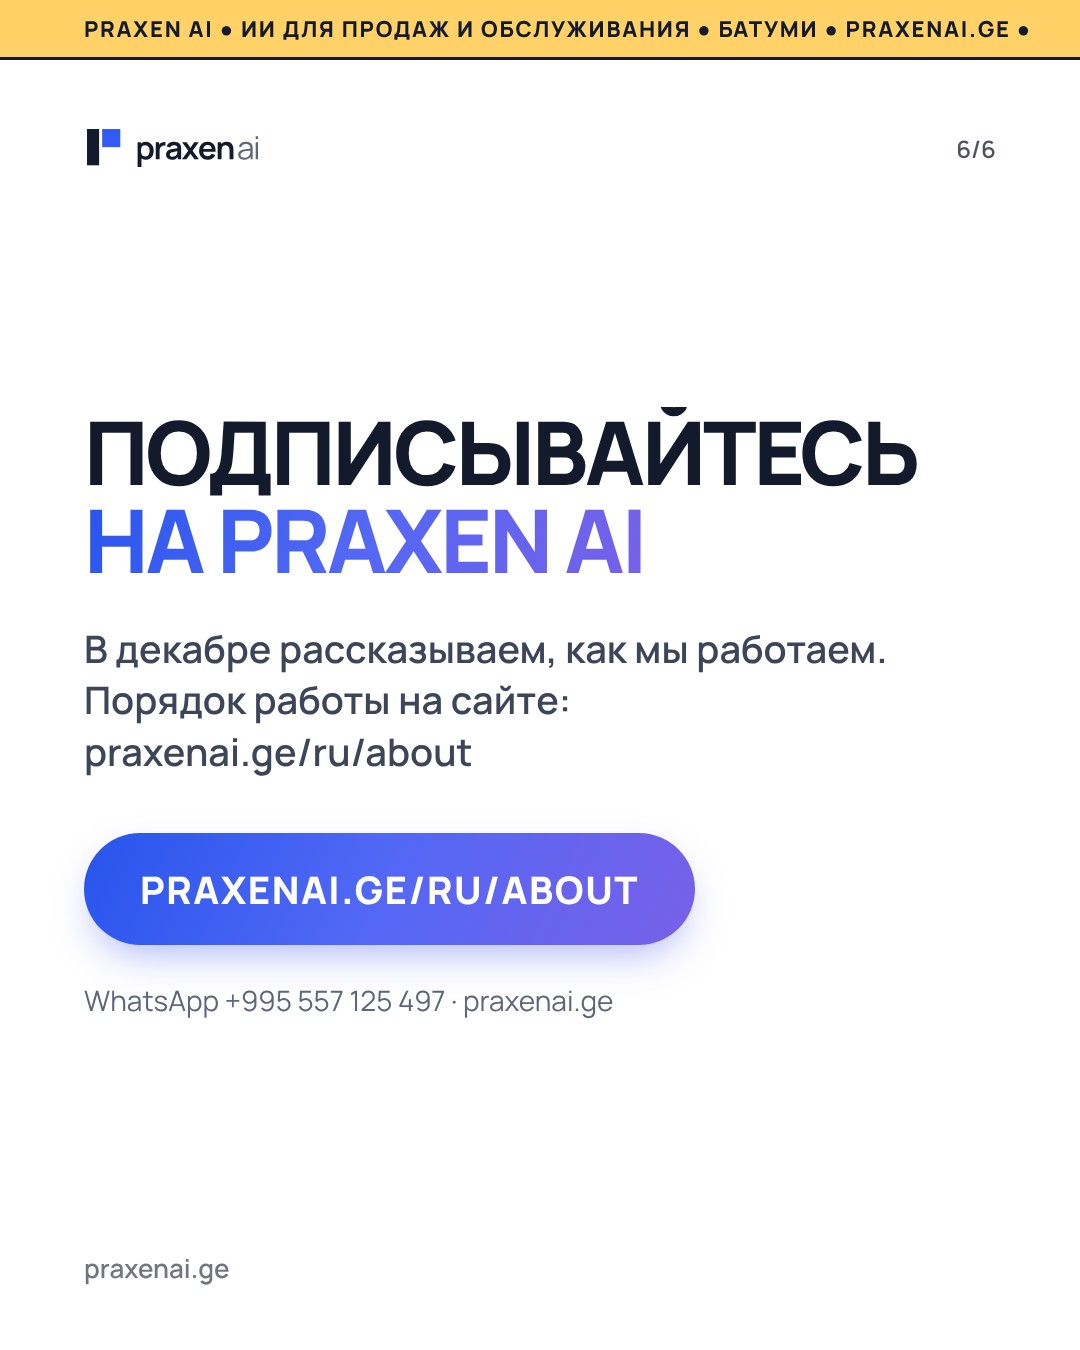 PRAXEN AI ● ИИ ДЛЯ ПРОДАЖ И ОБСЛУЖИВАНИЯ ● БАТУМИ ● PRAXENAI.GE ●
praxen ai
6/6
ПОДПИСЫВАЙТЕСЬ
НА PRAXEN AI
В декабре рассказываем, как мы работаем.
Порядок работы на сайте:
praxenai.ge/ru/about
PRAXENAI.GE/RU/ABOUT
WhatsApp +995 557 125 497 · praxenai.ge
praxenai.ge